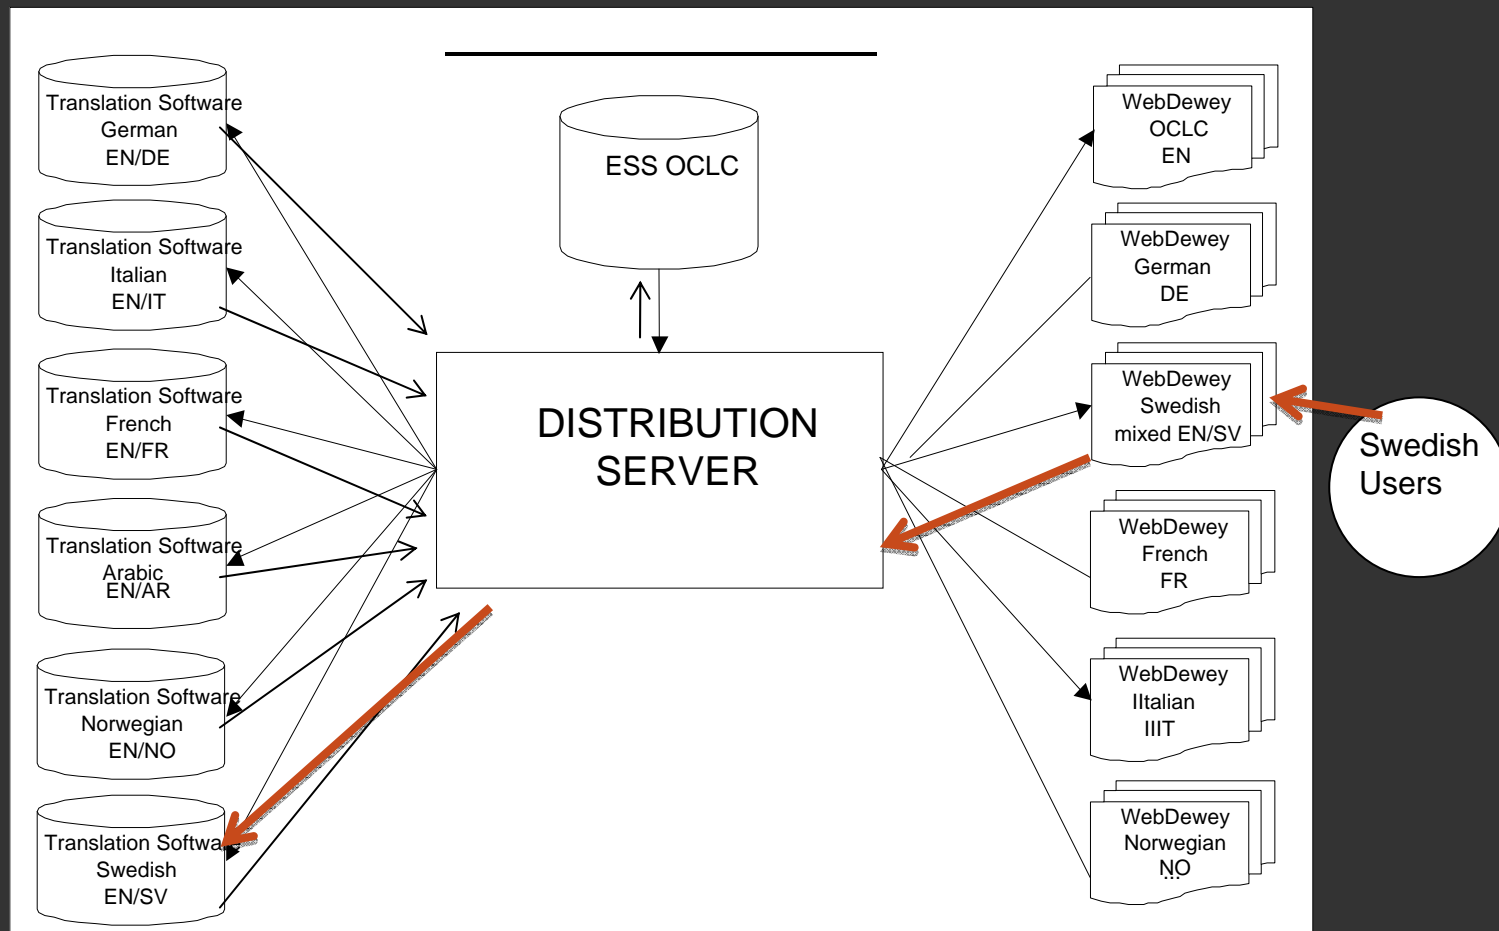 Translation Software
German
EN/DE
Translation Software
Italian
EN/IT
Translation Software
French
EN/FR
Translation Software
Arabic
EN/AR
Translation Software
Norwegian
EN/NO
Translation Software
Swedish
EN/SV
ESS OCLC
DISTRIBUTION
SERVER
WebDewey
OCLC
EN
WebDewey
German
DE
WebDewey
Swedish
mixed EN/SV
WebDewey
French
FR
WebDewey
IItalian
IIIT
WebDewey
Norwegian
NO
...
Swedish
Users